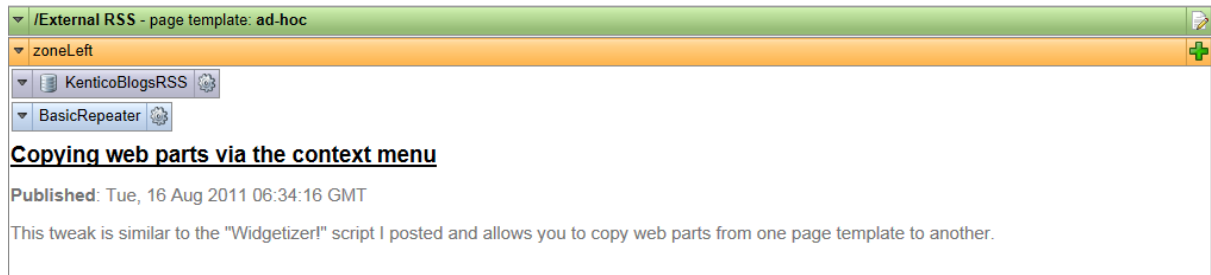 /External RSS - page template: ad-hoc
zoneLeft
KenticoBlogsRSS
BasicRepeater
Copying web parts via the context menu
Published: Tue, 16 Aug 2011 06:34:16 GMT
This tweak is similar to the "Widgetizer!" script I posted and allows you to copy web parts from one page template to another.